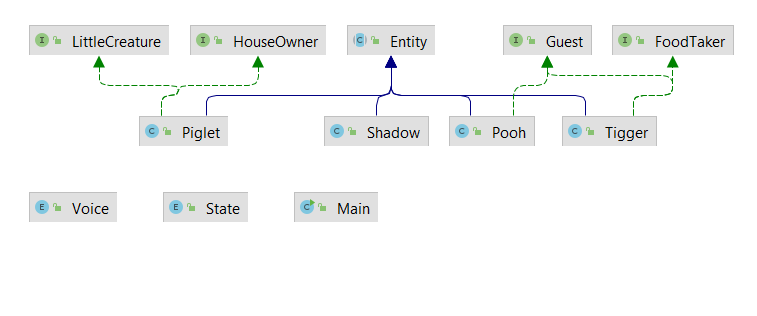 I LittleCreature I HouseOwner C Entity I Guest I FoodTaker
C Piglet C Shadow C Pooh C Tigger
E Voice E State C Main